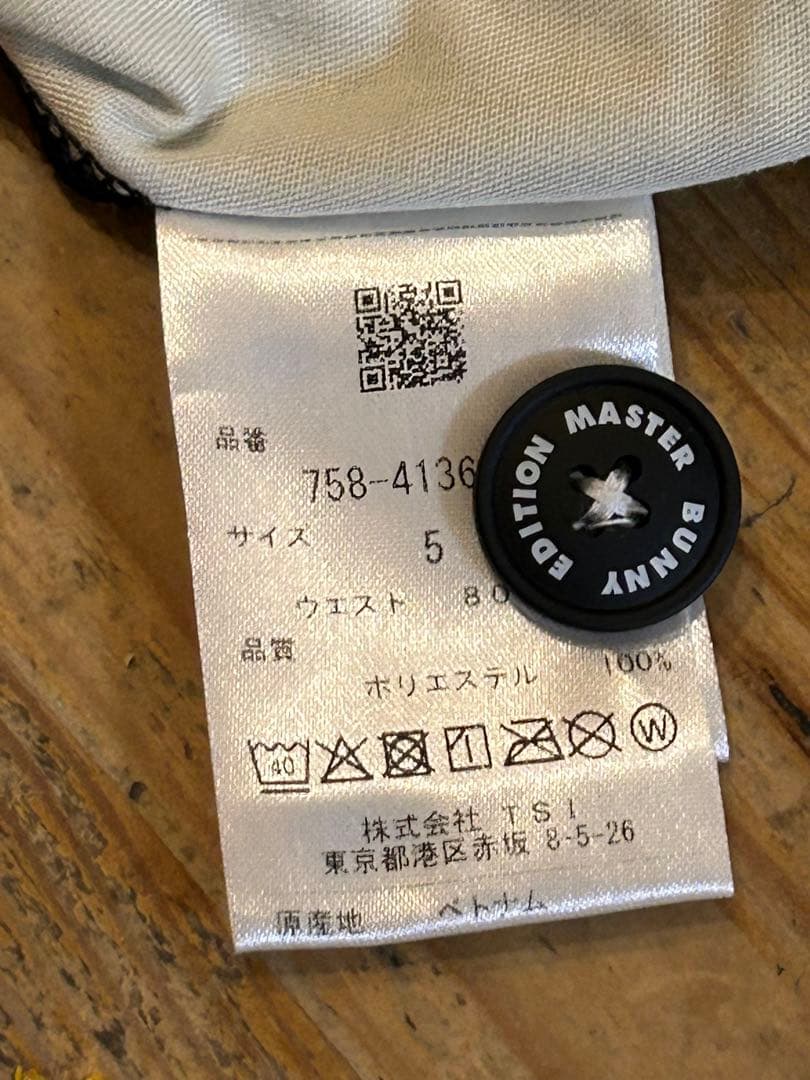 品番
758-4136
サイズ 5
ウエスト 80
品質
ポリエステル 100%
40
W
株式会社 TSI
東京都港区赤坂 8-5-26
原産地 ベトナム
MASTER BUNNY EDITION